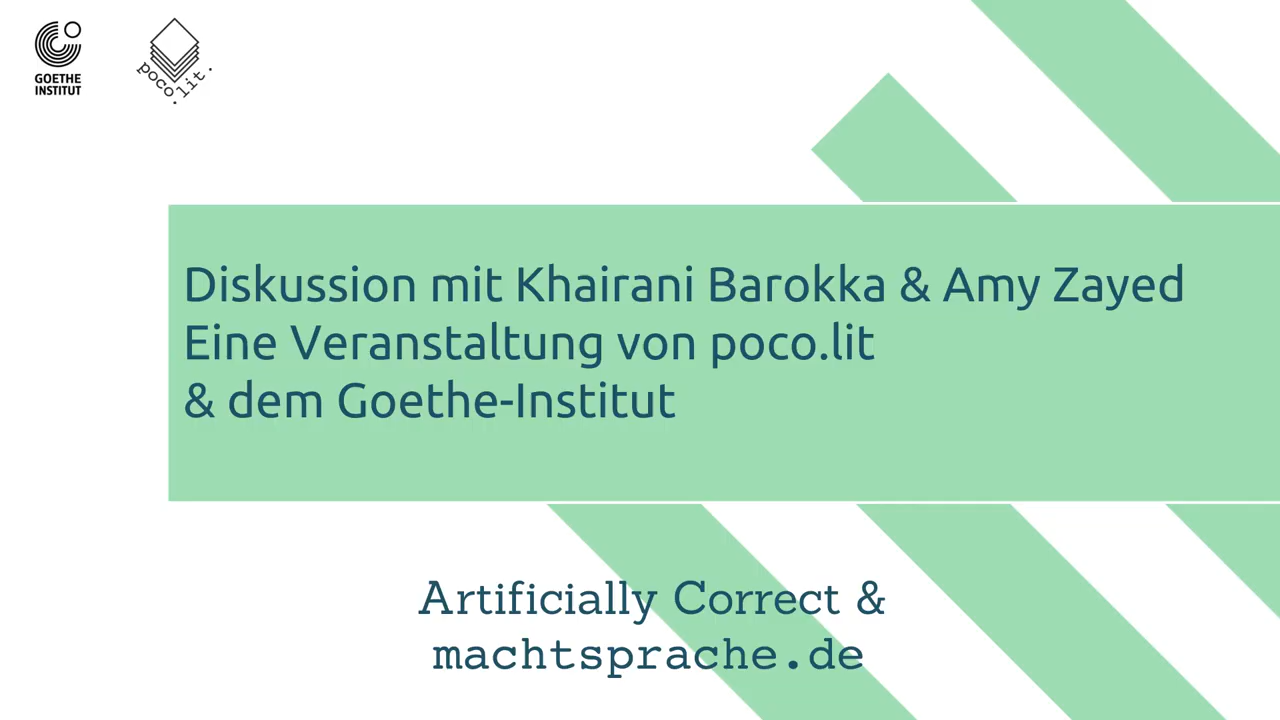 GOETHE
INSTITUT
poco.lit.
Diskussion mit Khairani Barokka & Amy Zayed
Eine Veranstaltung von poco.lit
& dem Goethe-Institut
Artificially Correct &
machtsprache.de